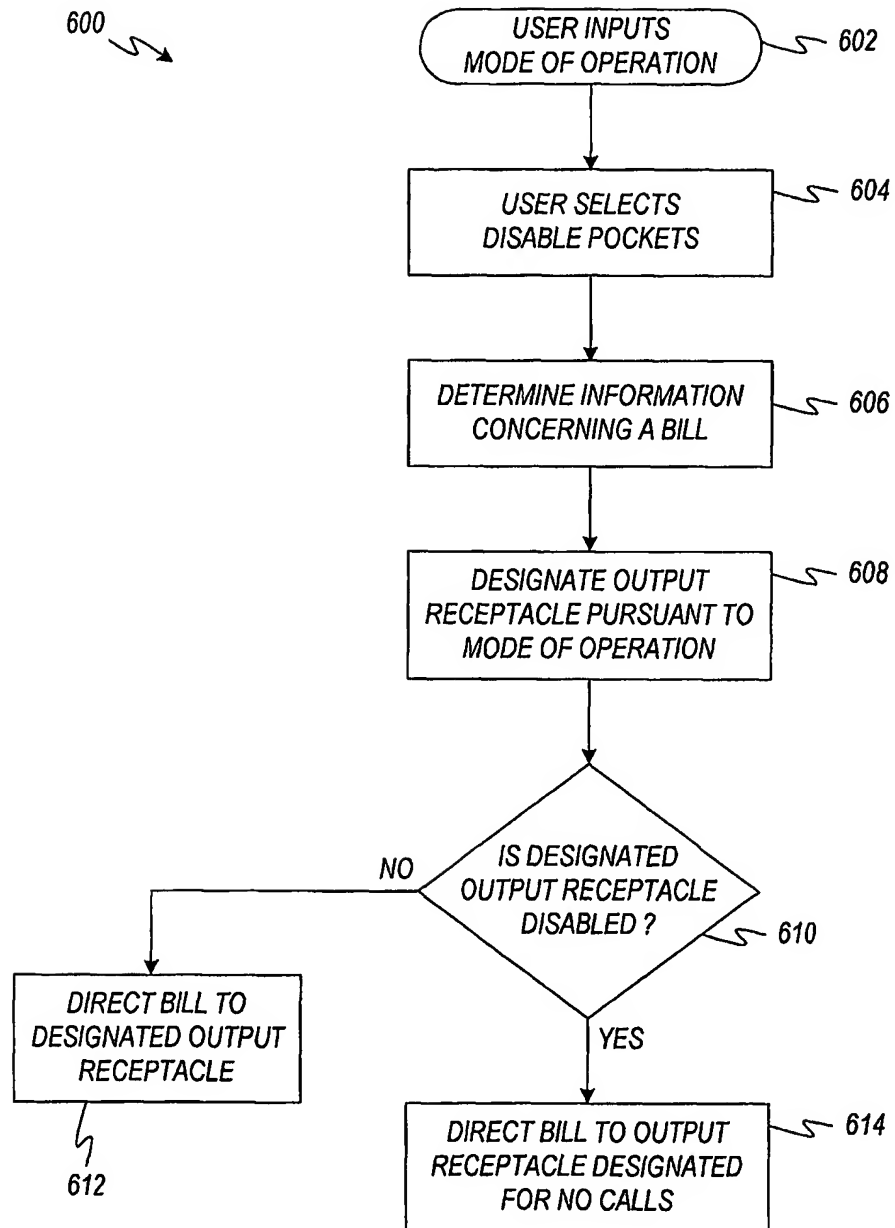 600
USER INPUTS
MODE OF OPERATION
602
USER SELECTS
DISABLE POCKETS
604
DETERMINE INFORMATION
CONCERNING A BILL
606
DESIGNATE OUTPUT
RECEPTACLE PURSUANT TO
MODE OF OPERATION
608
IS DESIGNATED
OUTPUT RECEPTACLE
DISABLED ?
610
NO
DIRECT BILL TO
DESIGNATED OUTPUT
RECEPTACLE
612
YES
DIRECT BILL TO OUTPUT
RECEPTACLE DESIGNATED
FOR NO CALLS
614